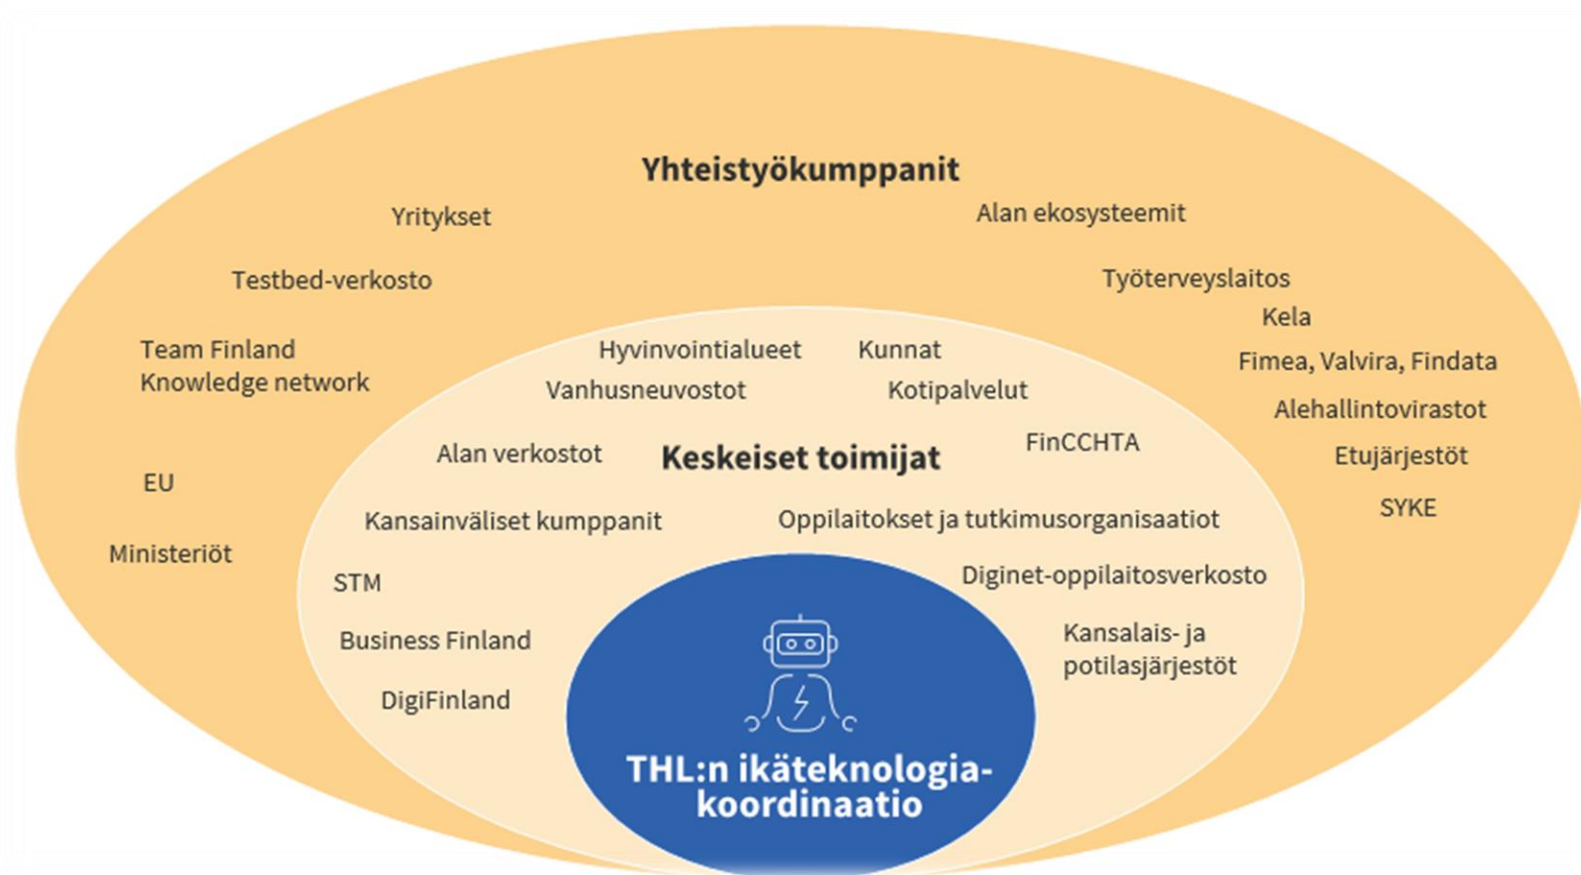 Yhteistyökumppanit
Yritykset
Alan ekosysteemit
Testbed-verkosto
Työterveyslaitos
Kela
Team Finland
Knowledge network
Fimea, Valvira, Findata
Alehallintovirastot
Etujärjestöt
EU
SYKE
Ministeriöt
Hyvinvointialueet
Kunnat
Vanhusneuvostot
Kotipalvelut
Alan verkostot
Keskeiset toimijat
FinCCHTA
Kansainväliset kumppanit
Oppilaitokset ja tutkimusorganisaatiot
STM
Diginet-oppilaitosverkosto
Business Finland
Kansalais- ja
potilasjärjestöt
DigiFinland
THL:n ikäteknologia-
koordinaatio